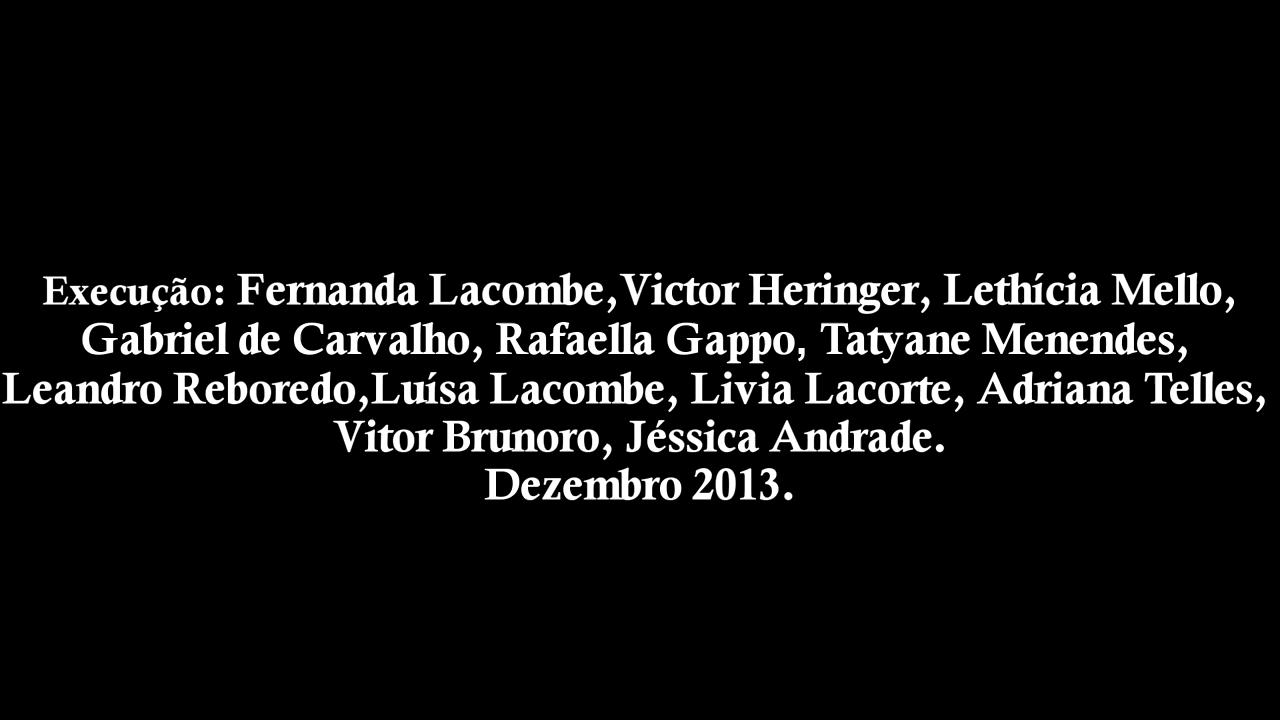 Execução: Fernanda Lacombe,Victor Heringer, Lethícia Mello,
Gabriel de Carvalho, Rafaella Gappo, Tatyane Menendes,
Leandro Reboredo,Luísa Lacombe, Livia Lacorte, Adriana Telles,
Vitor Brunoro, Jéssica Andrade.
Dezembro 2013.